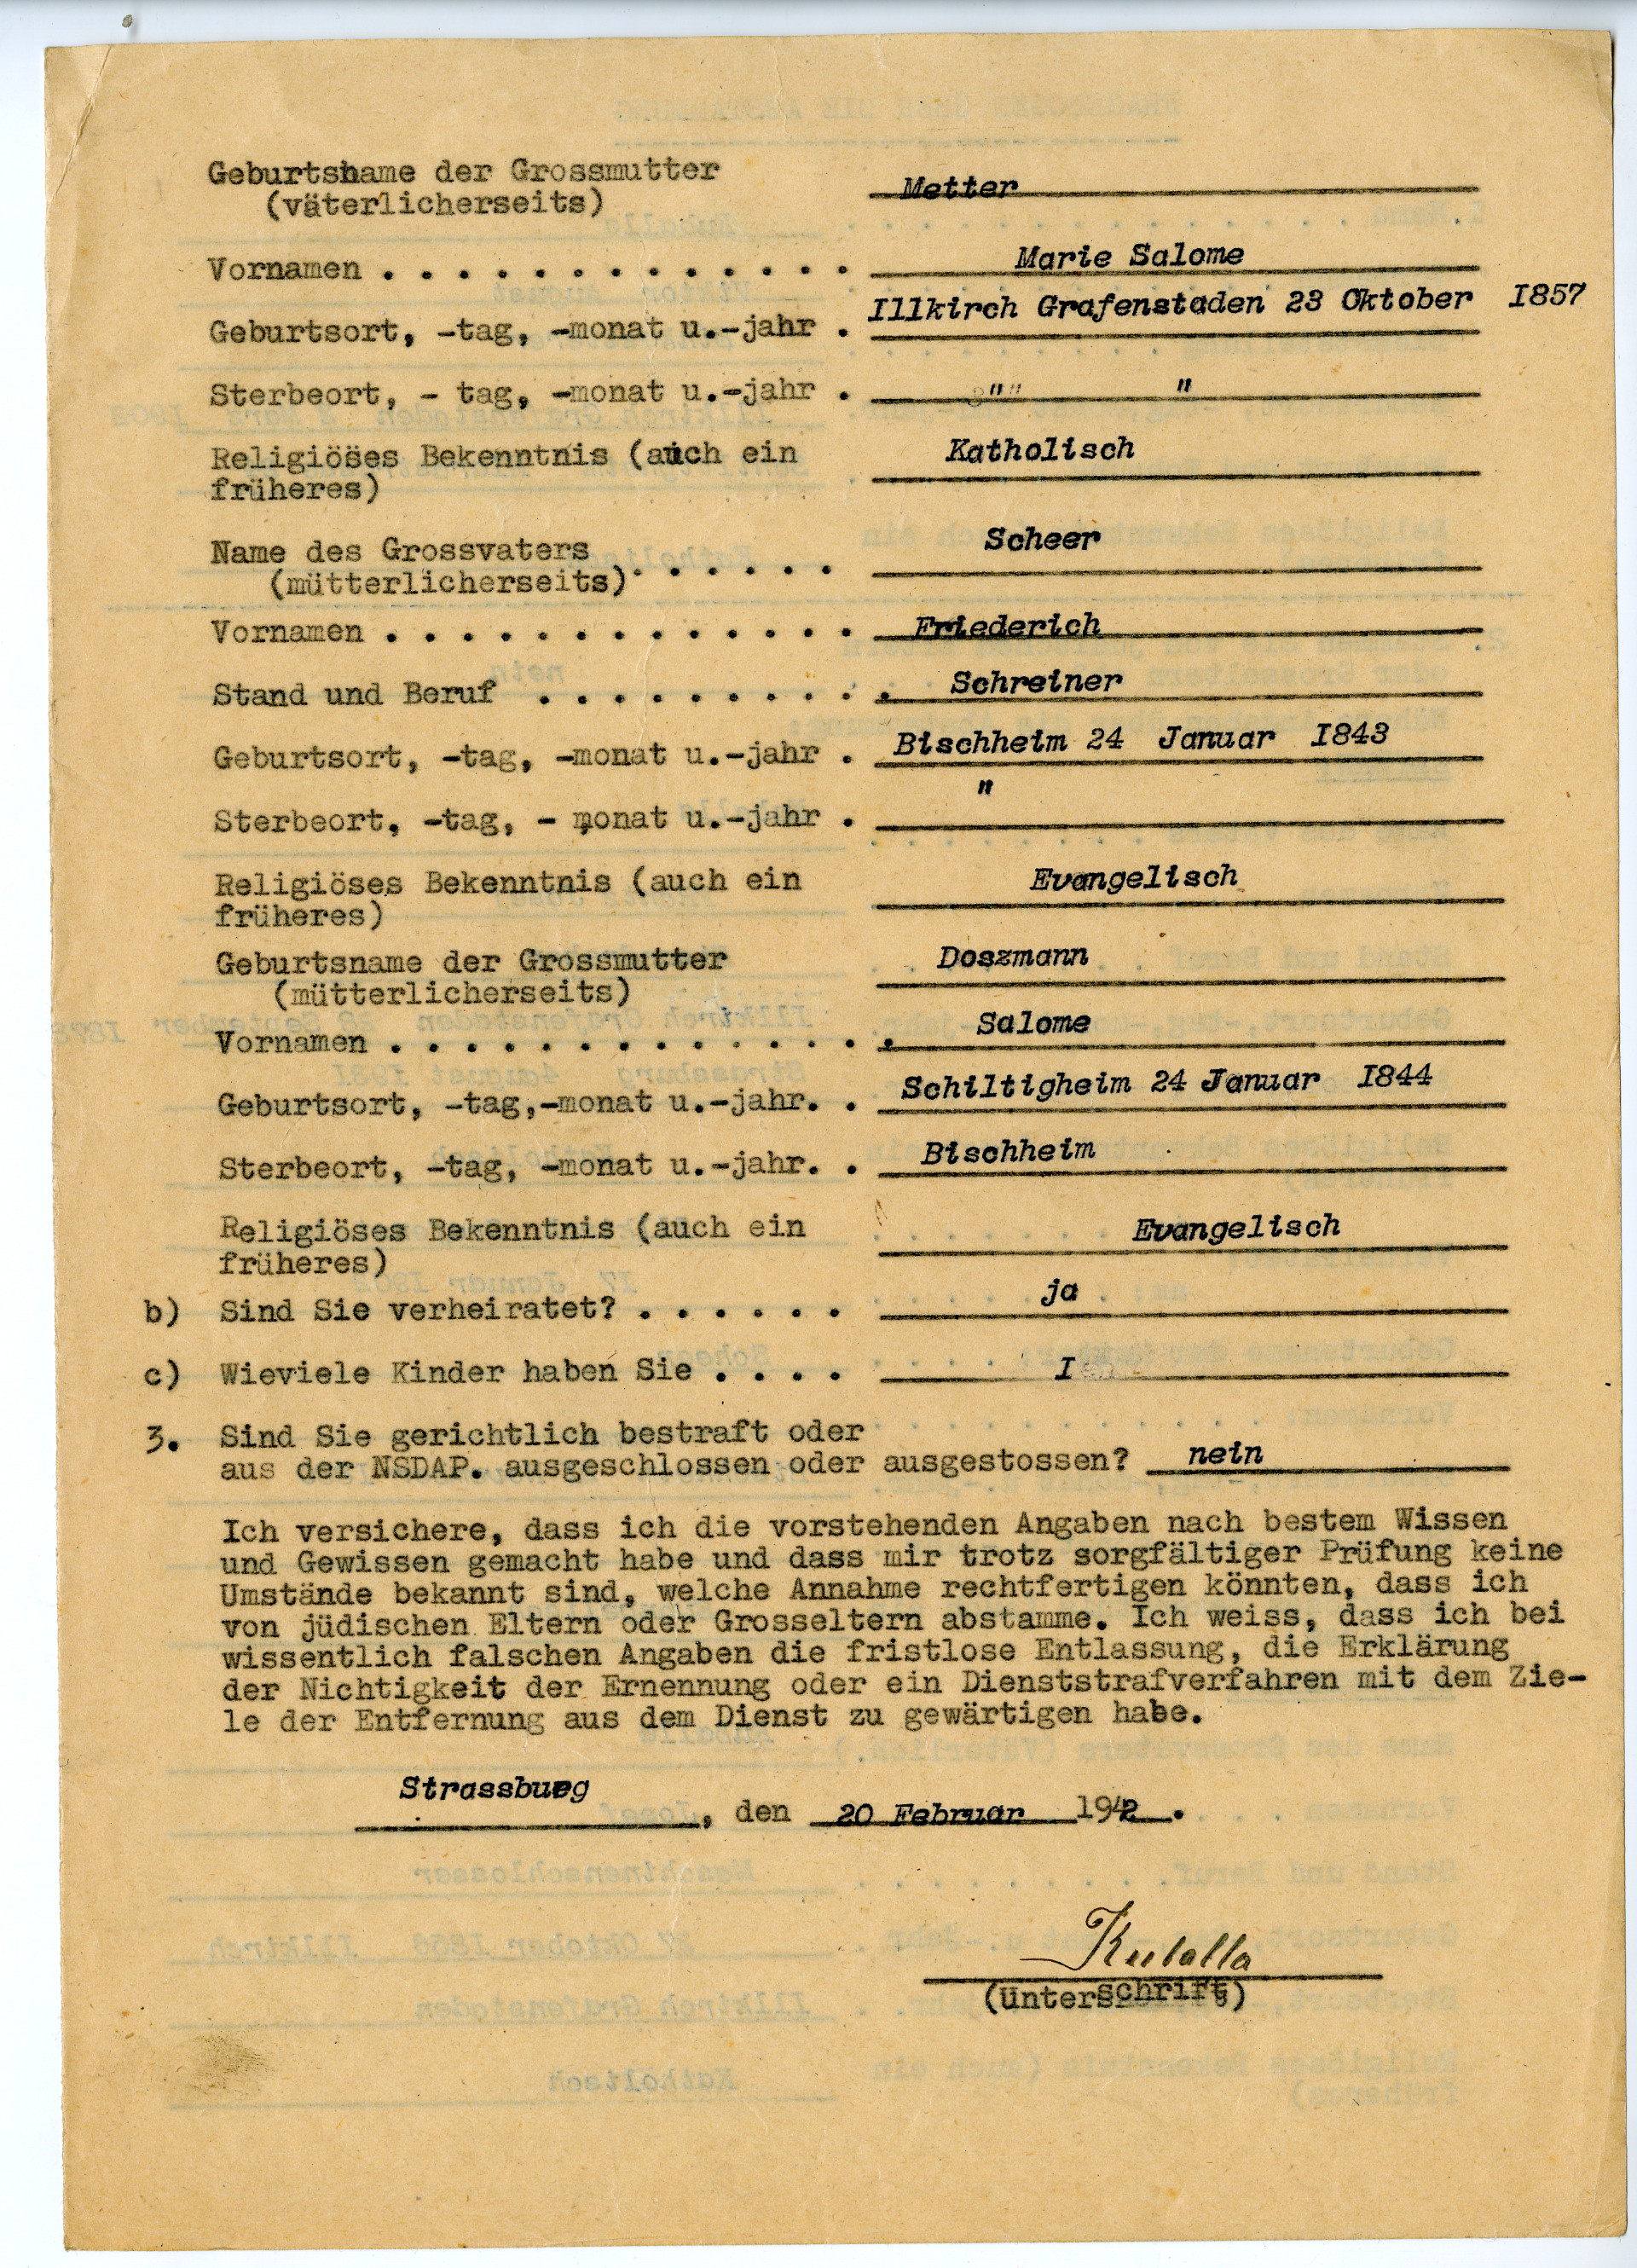 Geburtsname der Grossmutter
(väterlicherseits) Metter
Vornamen . . . . . . . . . . . . . Marie Salome
Geburtsort, -tag, -monat u.-jahr . Illkirch Grafenstaden 23 Oktober I857
Sterbeort, - tag, -monat u.-jahr . "" "
Religiöses Bekenntnis (auch ein Katholisch
früheres)
Name des Grossvaters Scheer
(mütterlicherseits) . . . . . .
Vornamen . . . . . . . . . . . . . Friederich
Stand und Beruf . . . . . . . . . . Schreiner
Geburtsort, -tag, -monat u.-jahr . Bischheim 24 Januar I843
Sterbeort, -tag, - monat u.-jahr . "
Religiöses Bekenntnis (auch ein Evangelisch
früheres)
Geburtsname der Grossmutter Doszmann
(mütterlicherseits)
Vornamen . . . . . . . . . . . . . . Salome
Geburtsort, -tag,-monat u.-jahr. . Schiltigheim 24 Januar I844
Sterbeort, -tag, -monat u.-jahr. . Bischheim
Religiöses Bekenntnis (auch ein Evangelisch
früheres)
b) Sind Sie verheiratet? . . . . . . ja
c) Wieviele Kinder haben Sie . . . . I
3. Sind Sie gerichtlich bestraft oder
aus der NSDAP. ausgeschlossen oder ausgestossen? nein
Ich versichere, dass ich die vorstehenden Angaben nach bestem Wissen
und Gewissen gemacht habe und dass mir trotz sorgfältiger Prüfung keine
Umstände bekannt sind, welche Annahme rechtfertigen könnten, dass ich
von jüdischen Eltern oder Grosseltern abstamme. Ich weiss, dass ich bei
wissentlich falschen Angaben die fristlose Entlassung, die Erklärung
der Nichtigkeit der Ernennung oder ein Dienststrafverfahren mit dem Zie-
le der Entfernung aus dem Dienst zu gewärtigen habe.
Strassburg, den 20 Februar 1942.
Kuballa
(Unterschrift)